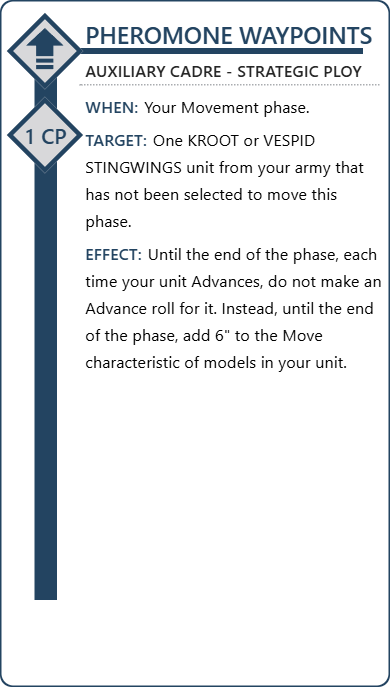 PHEROMONE WAYPOINTS
AUXILIARY CADRE - STRATEGIC PLOY
1 CP
WHEN: Your Movement phase.
TARGET: One KROOT or VESPID
STINGWINGS unit from your army that
has not been selected to move this
phase.
EFFECT: Until the end of the phase, each
time your unit Advances, do not make an
Advance roll for it. Instead, until the end
of the phase, add 6" to the Move
characteristic of models in your unit.